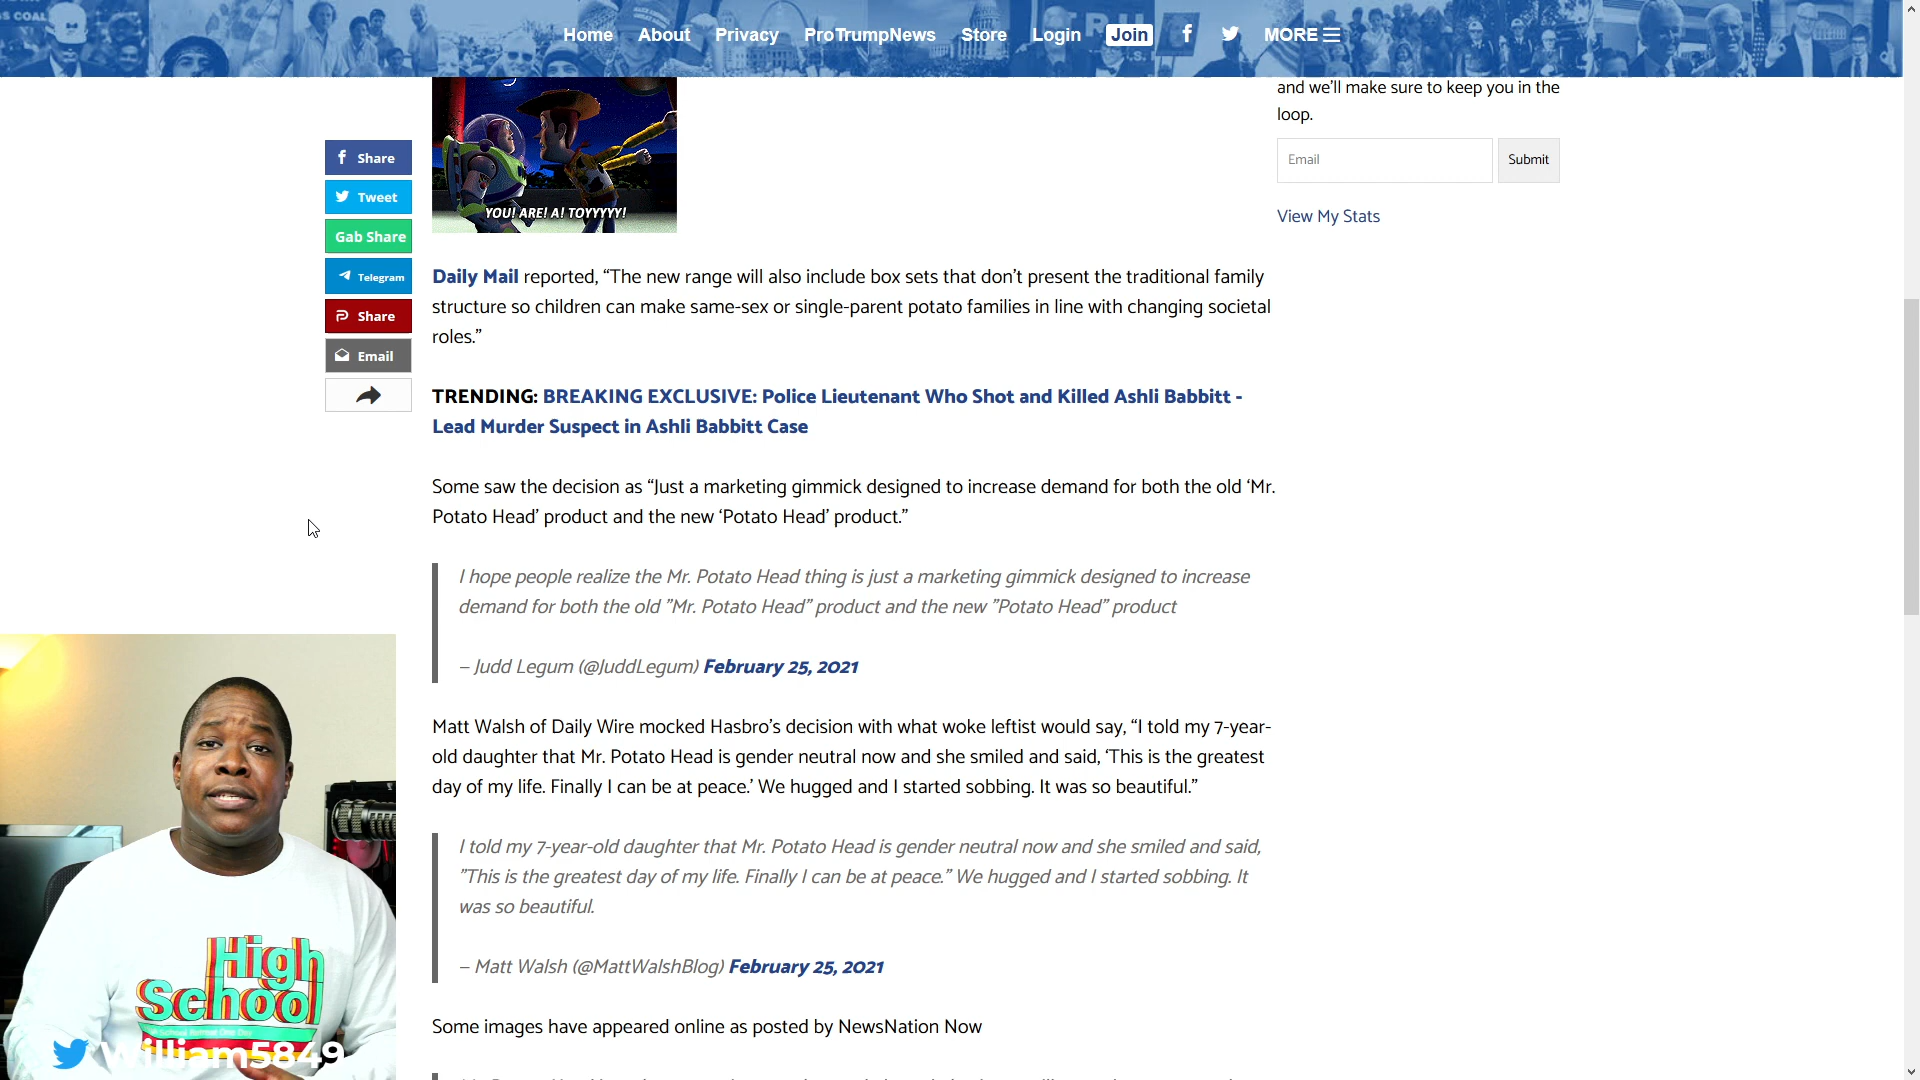 Home About Privacy ProTrumpNews Store Login Join MORE
and we'll make sure to keep you in the
loop.
Email Submit
View My Stats
Share
Tweet
Gab Share
Telegram
Share
Email
YOU! ARE! A! TOYYYYY!
Daily Mail reported, “The new range will also include box sets that don’t present the traditional family
structure so children can make same-sex or single-parent potato families in line with changing societal
roles.”
TRENDING: BREAKING EXCLUSIVE: Police Lieutenant Who Shot and Killed Ashli Babbitt -
Lead Murder Suspect in Ashli Babbitt Case
Some saw the decision as “Just a marketing gimmick designed to increase demand for both the old ‘Mr.
Potato Head’ product and the new ‘Potato Head’ product.”
I hope people realize the Mr. Potato Head thing is just a marketing gimmick designed to increase
demand for both the old ”Mr. Potato Head” product and the new ”Potato Head” product
– Judd Legum (@JuddLegum) February 25, 2021
Matt Walsh of Daily Wire mocked Hasbro’s decision with what woke leftist would say, “I told my 7-year-
old daughter that Mr. Potato Head is gender neutral now and she smiled and said, ‘This is the greatest
day of my life. Finally I can be at peace.’ We hugged and I started sobbing. It was so beautiful.”
I told my 7-year-old daughter that Mr. Potato Head is gender neutral now and she smiled and said,
”This is the greatest day of my life. Finally I can be at peace.” We hugged and I started sobbing. It
was so beautiful.
– Matt Walsh (@MattWalshBlog) February 25, 2021
Some images have appeared online as posted by NewsNation Now
High
School
William5849